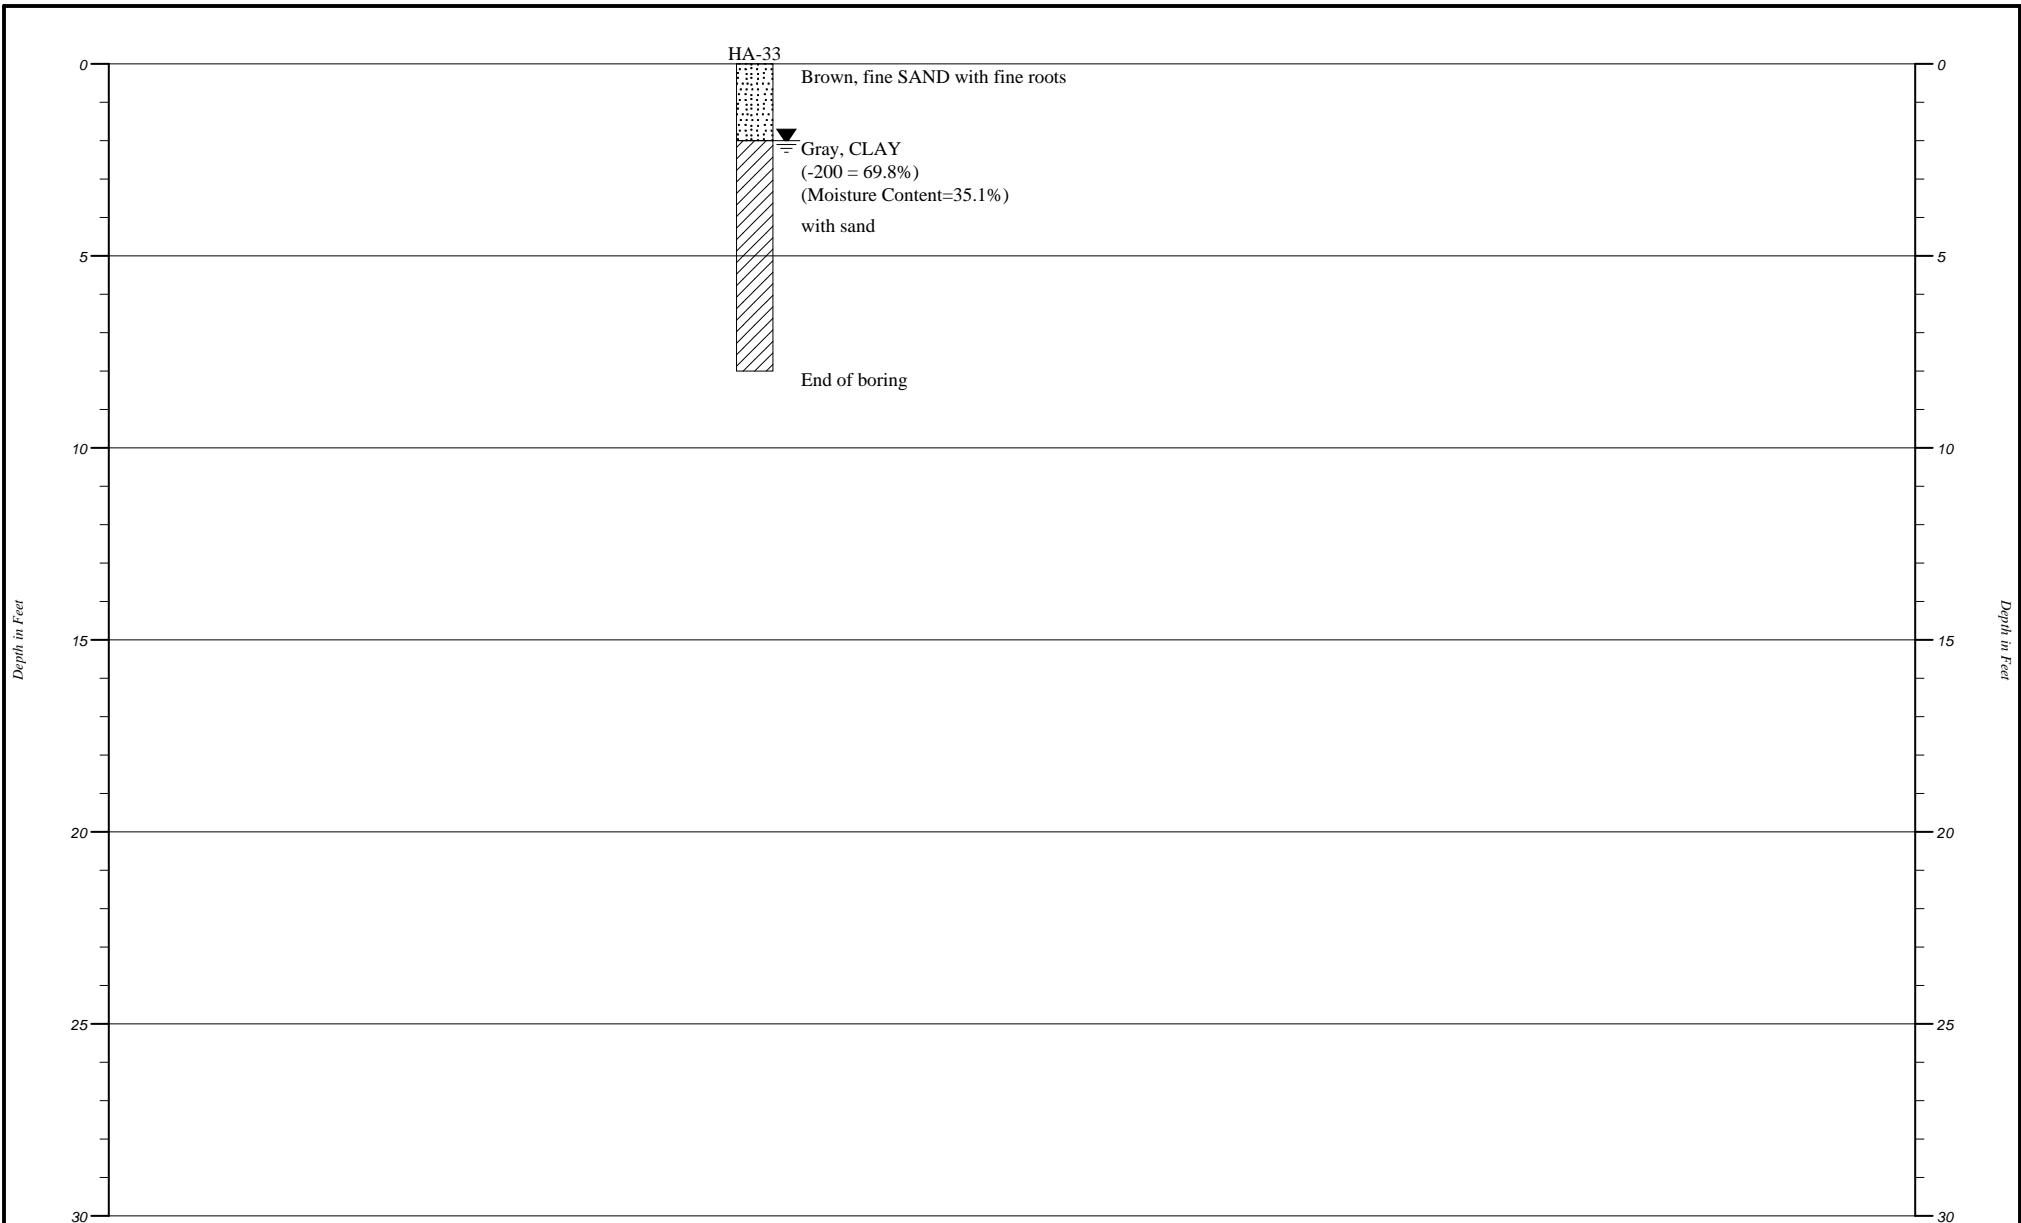 HA-33
0
Brown, fine SAND with fine roots
0
Gray, CLAY
(-200 = 69.8%)
(Moisture Content=35.1%)
with sand
5
5
End of boring
10
10
Depth in Feet
15
15
Depth in Feet
20
20
25
25
30
30